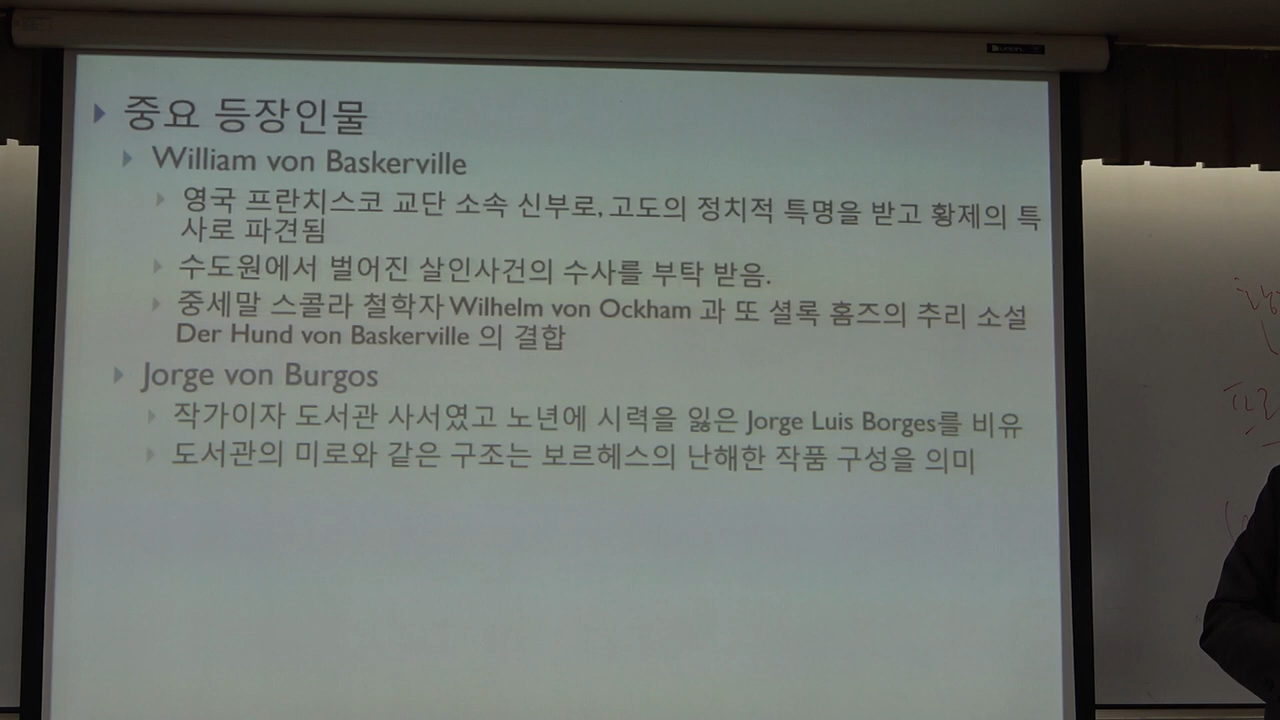 중요 등장인물
William von Baskerville
영국 프란치스코 교단 소속 신부로, 고도의 정치적 특명을 받고 황제의 특
사로 파견됨
수도원에서 벌어진 살인사건의 수사를 부탁 받음.
중세말 스콜라 철학자 Wilhelm von Ockham 과 또 셜록 홈즈의 추리 소설
Der Hund von Baskerville 의 결합
Jorge von Burgos
작가이자 도서관 사서였고 노년에 시력을 잃은 Jorge Luis Borges를 비유
도서관의 미로와 같은 구조는 보르헤스의 난해한 작품 구성을 의미